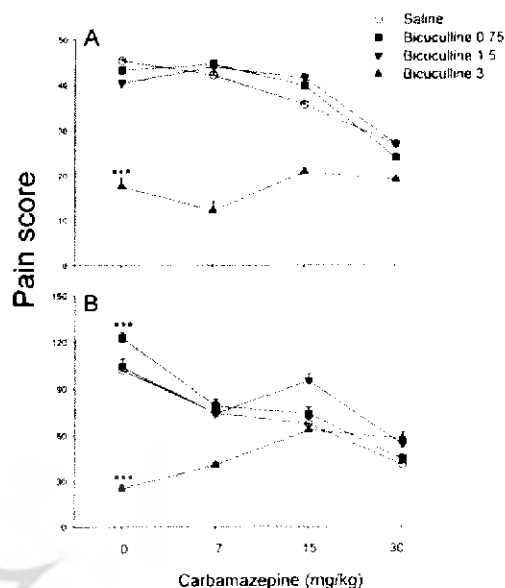 Saline
Bicuculline 0.75
Bicuculline 1.5
Bicuculline 3
A
50
40
30
20
10
0
***
Pain score
B
150
120
90
60
30
0
***
***
0 7 15 30
Carbamazepine (mg/kg)